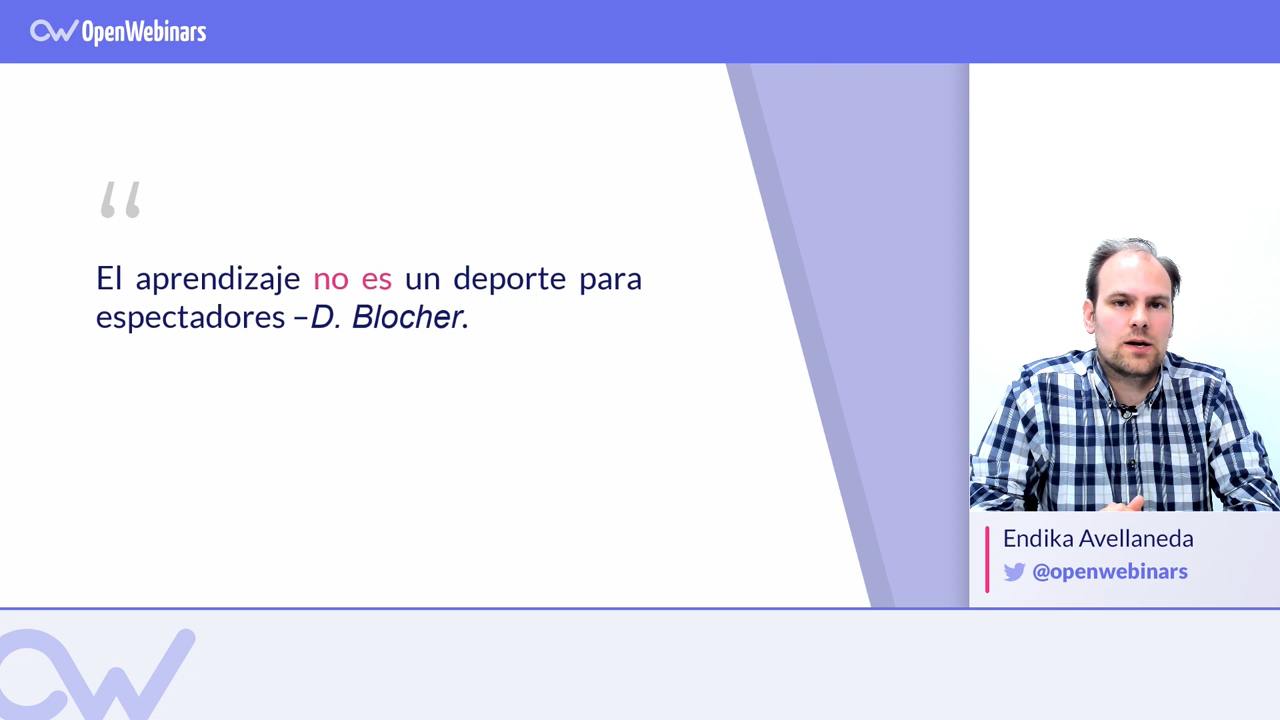 OpenWebinars
“
El aprendizaje no es un deporte para
espectadores –D. Blocher.
Endika Avellaneda
@openwebinars